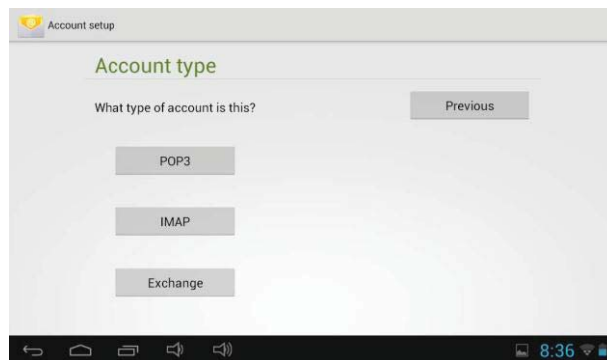 Account setup
Account type
What type of account is this?
Previous
POP3
IMAP
Exchange
8:36